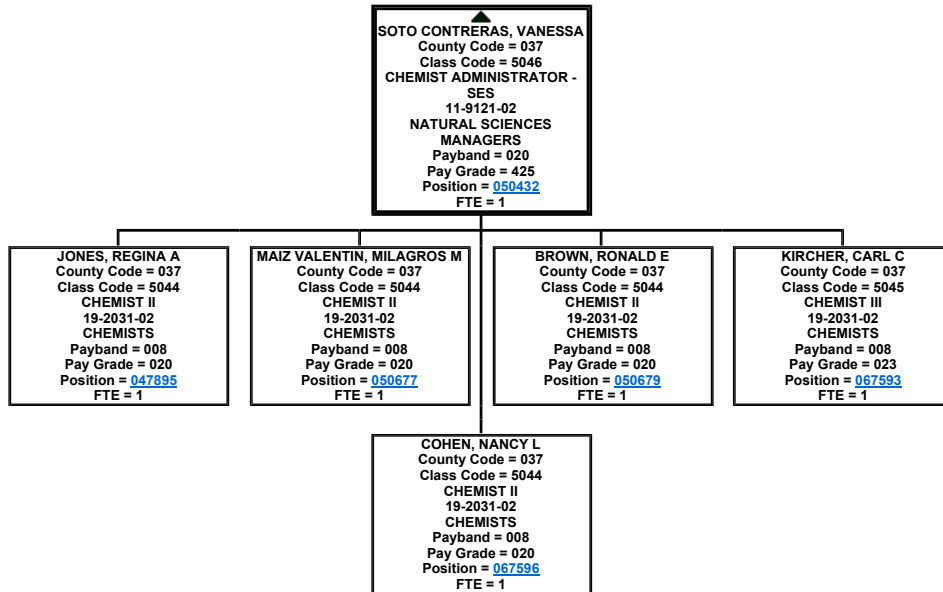 SOTO CONTRERAS, VANESSA
County Code = 037
Class Code = 5046
CHEMIST ADMINISTRATOR -
SES
11-9121-02
NATURAL SCIENCES
MANAGERS
Payband = 020
Pay Grade = 425
Position = 050432
FTE = 1
JONES, REGINA A
County Code = 037
Class Code = 5044
CHEMIST II
19-2031-02
CHEMISTS
Payband = 008
Pay Grade = 020
Position = 047895
FTE = 1
MAIZ VALENTIN, MILAGROS M
County Code = 037
Class Code = 5044
CHEMIST II
19-2031-02
CHEMISTS
Payband = 008
Pay Grade = 020
Position = 050677
FTE = 1
BROWN, RONALD E
County Code = 037
Class Code = 5044
CHEMIST II
19-2031-02
CHEMISTS
Payband = 008
Pay Grade = 020
Position = 050679
FTE = 1
KIRCHER, CARL C
County Code = 037
Class Code = 5045
CHEMIST III
19-2031-02
CHEMISTS
Payband = 008
Pay Grade = 023
Position = 067593
FTE = 1
COHEN, NANCY L
County Code = 037
Class Code = 5044
CHEMIST II
19-2031-02
CHEMISTS
Payband = 008
Pay Grade = 020
Position = 067596
FTE = 1